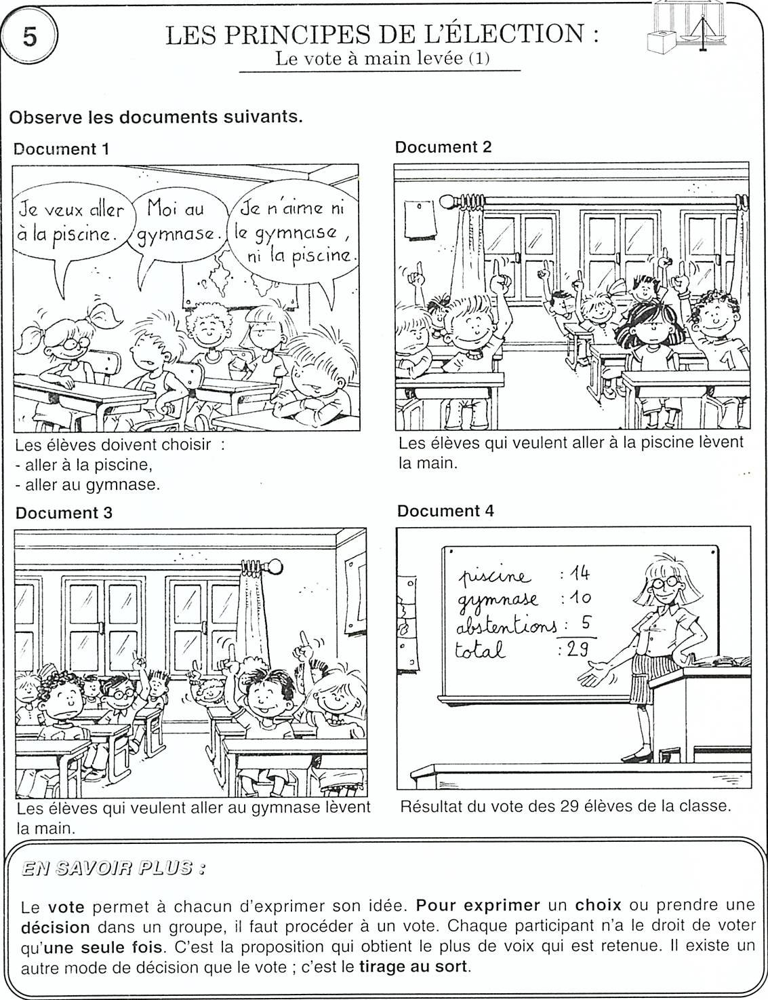 5
LES PRINCIPES DE L'ÉLECTION :
Le vote à main levée (1)
Observe les documents suivants.
Document 1
Je veux aller
à la piscine.
Moi au
gymnase.
Je n'aime ni
le gymnase,
ni la piscine.
Les élèves doivent choisir :
- aller à la piscine,
- aller au gymnase.
Document 2
Les élèves qui veulent aller à la piscine lèvent
la main.
Document 3
Les élèves qui veulent aller au gymnase lèvent
la main.
Document 4
piscine : 14
gymnase : 10
abstentions : 5
total : 29
Résultat du vote des 29 élèves de la classe.
EN SAVOIR PLUS :
Le vote permet à chacun d'exprimer son idée. Pour exprimer un choix ou prendre une
décision dans un groupe, il faut procéder à un vote. Chaque participant n'a le droit de voter
qu'une seule fois. C'est la proposition qui obtient le plus de voix qui est retenue. Il existe un
autre mode de décision que le vote ; c'est le tirage au sort.